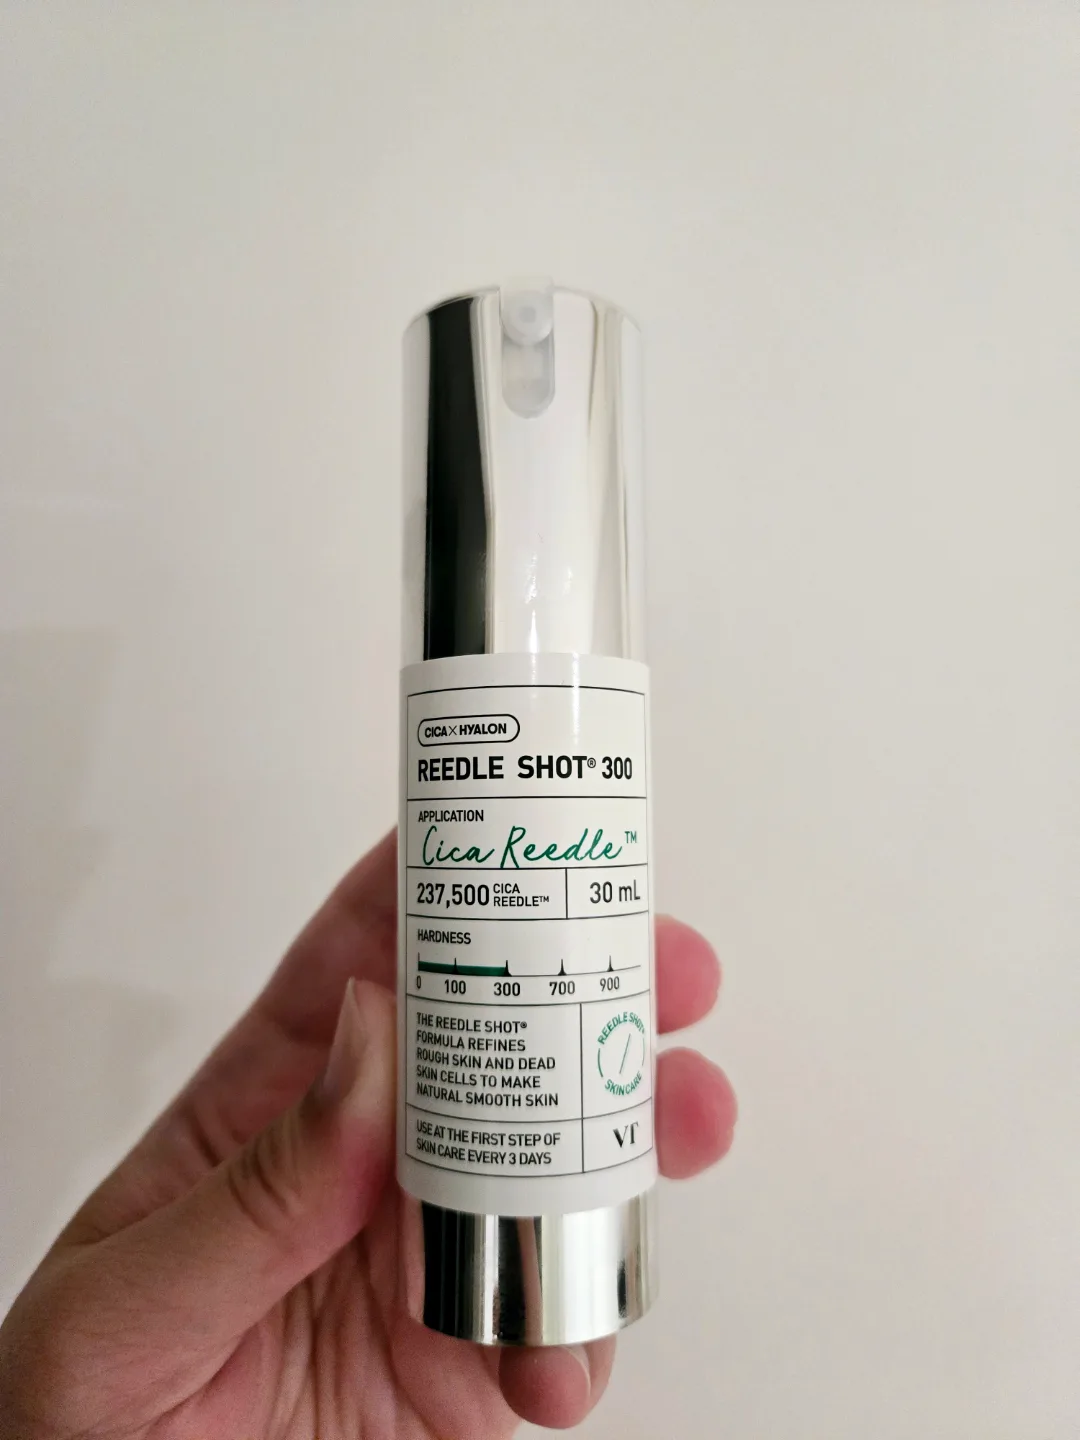 CICA×HYALON
REEDLE SHOT® 300
APPLICATION
Cica Reedle™
237,500 CICA REEDLE™
30 mL
HARDNESS
0 100 300 700 900
THE REEDLE SHOT®
FORMULA REFINES
ROUGH SKIN AND DEAD
SKIN CELLS TO MAKE
NATURAL SMOOTH SKIN
REEDLE SHOT®
SKINCARE
USE AT THE FIRST STEP OF
SKIN CARE EVERY 3 DAYS
VT